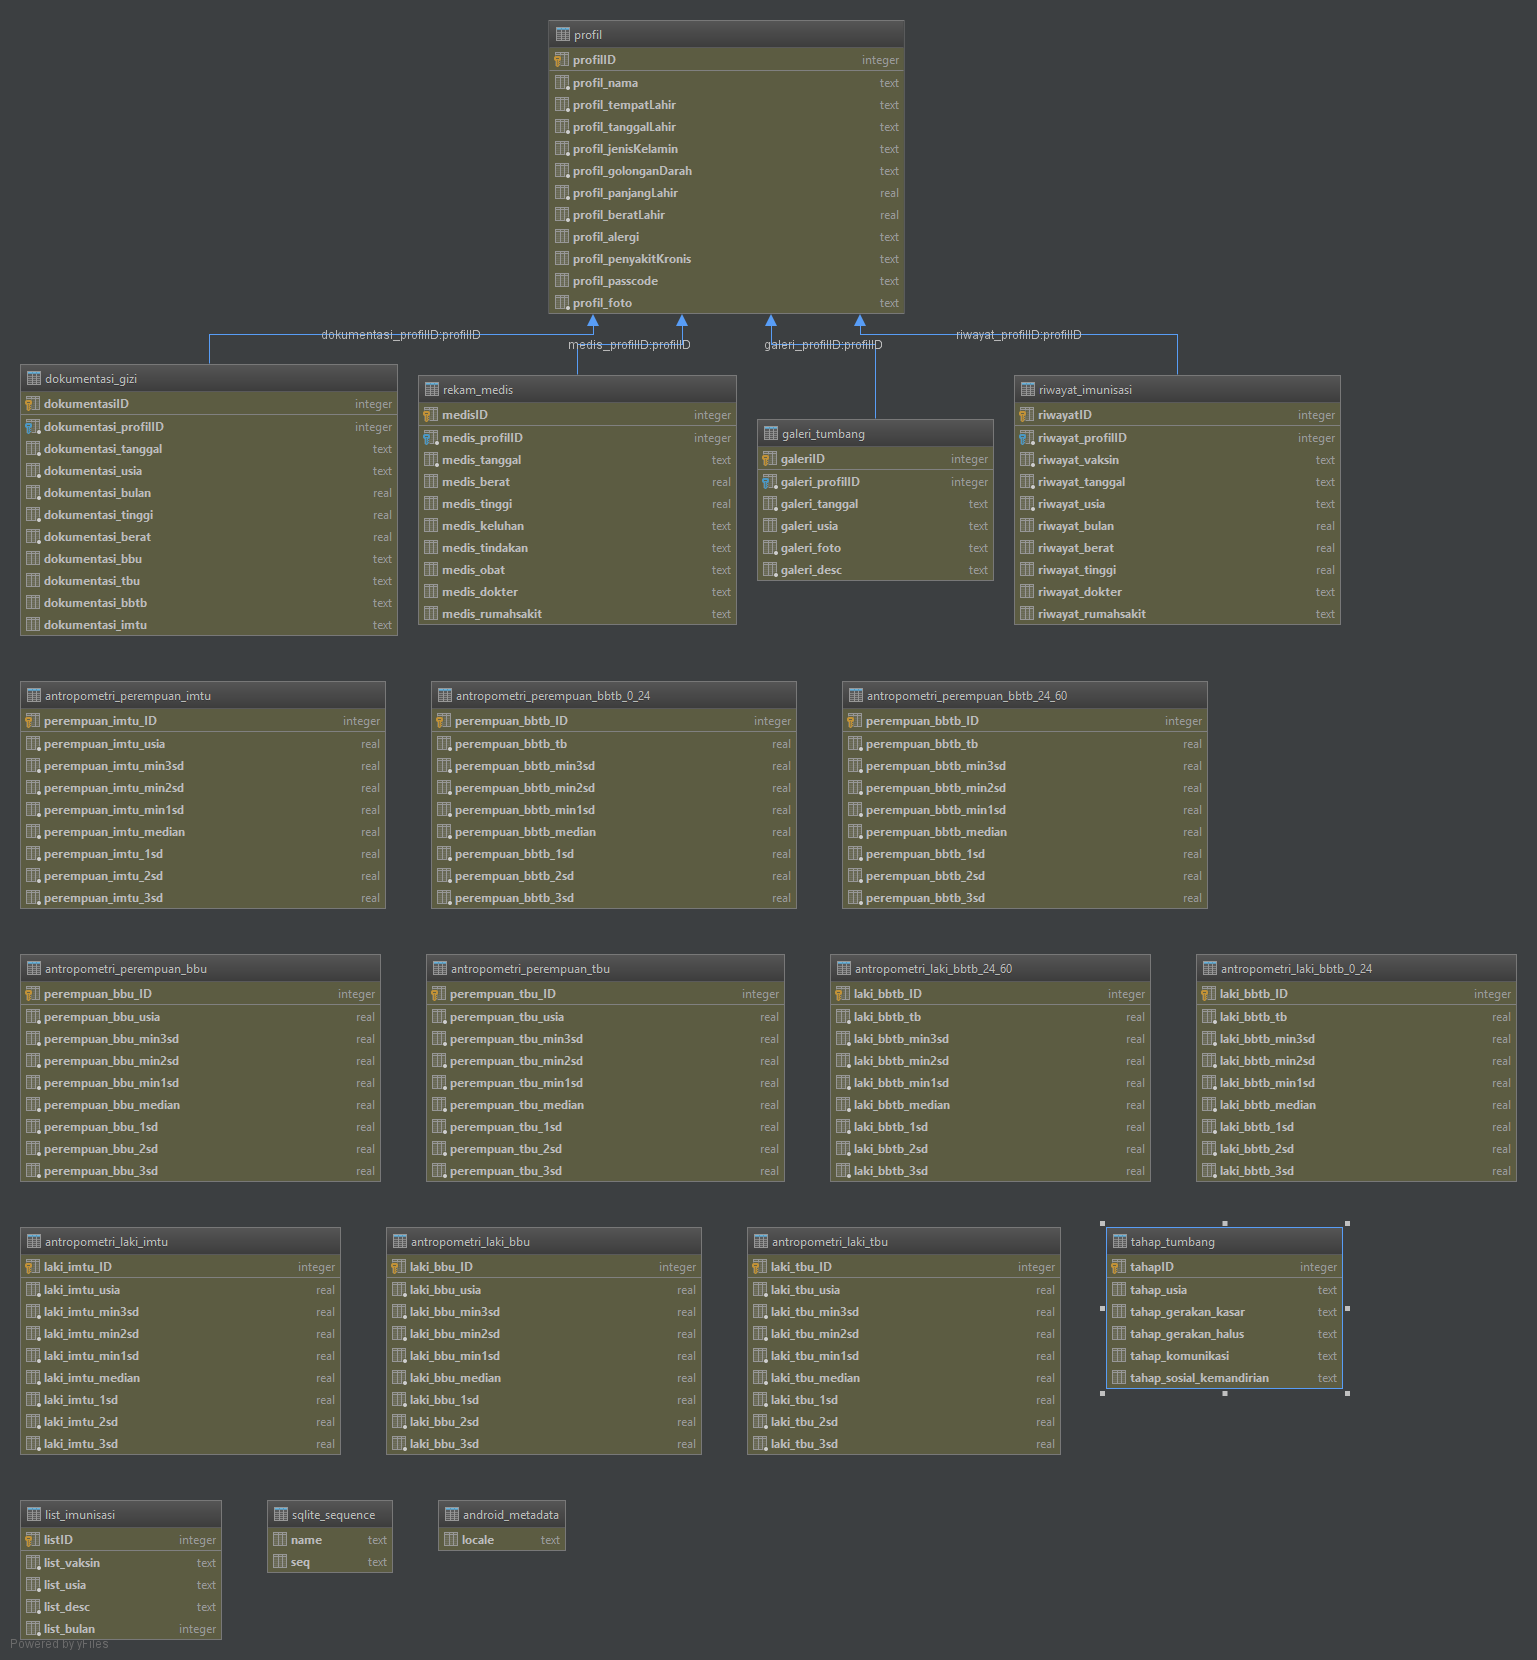 profil
profilID integer
profil_nama text
profil_tempatLahir text
profil_tanggalLahir text
profil_jenisKelamin text
profil_golonganDarah text
profil_panjangLahir real
profil_beratLahir real
profil_alergi text
profil_penyakitKronis text
profil_passcode text
profil_foto text
dokumentasi_profilID:profilID
medis_profilID:profilID
galeri_profilID:profilID
riwayat_profilID:profilID
dokumentasi_gizi
dokumentasiID integer
dokumentasi_profilID integer
dokumentasi_tanggal text
dokumentasi_usia text
dokumentasi_bulan real
dokumentasi_tinggi real
dokumentasi_berat real
dokumentasi_bbu text
dokumentasi_tbu text
dokumentasi_bbtb text
dokumentasi_imtu text
rekam_medis
medisID integer
medis_profilID integer
medis_tanggal text
medis_berat real
medis_tinggi real
medis_keluhan text
medis_tindakan text
medis_obat text
medis_dokter text
medis_rumahsakit text
galeri_tumbang
galeriID integer
galeri_profilID integer
galeri_tanggal text
galeri_usia text
galeri_foto text
galeri_desc text
riwayat_imunisasi
riwayatID integer
riwayat_profilID integer
riwayat_vaksin text
riwayat_tanggal text
riwayat_usia text
riwayat_bulan real
riwayat_berat real
riwayat_tinggi real
riwayat_dokter text
riwayat_rumahsakit text
antropometri_perempuan_imtu
perempuan_imtu_ID integer
perempuan_imtu_usia real
perempuan_imtu_min3sd real
perempuan_imtu_min2sd real
perempuan_imtu_min1sd real
perempuan_imtu_median real
perempuan_imtu_1sd real
perempuan_imtu_2sd real
perempuan_imtu_3sd real
antropometri_perempuan_bbtb_0_24
perempuan_bbtb_ID integer
perempuan_bbtb_tb real
perempuan_bbtb_min3sd real
perempuan_bbtb_min2sd real
perempuan_bbtb_min1sd real
perempuan_bbtb_median real
perempuan_bbtb_1sd real
perempuan_bbtb_2sd real
perempuan_bbtb_3sd real
antropometri_perempuan_bbtb_24_60
perempuan_bbtb_ID integer
perempuan_bbtb_tb real
perempuan_bbtb_min3sd real
perempuan_bbtb_min2sd real
perempuan_bbtb_min1sd real
perempuan_bbtb_median real
perempuan_bbtb_1sd real
perempuan_bbtb_2sd real
perempuan_bbtb_3sd real
antropometri_perempuan_bbu
perempuan_bbu_ID integer
perempuan_bbu_usia real
perempuan_bbu_min3sd real
perempuan_bbu_min2sd real
perempuan_bbu_min1sd real
perempuan_bbu_median real
perempuan_bbu_1sd real
perempuan_bbu_2sd real
perempuan_bbu_3sd real
antropometri_perempuan_tbu
perempuan_tbu_ID integer
perempuan_tbu_usia real
perempuan_tbu_min3sd real
perempuan_tbu_min2sd real
perempuan_tbu_min1sd real
perempuan_tbu_median real
perempuan_tbu_1sd real
perempuan_tbu_2sd real
perempuan_tbu_3sd real
antropometri_laki_bbtb_24_60
laki_bbtb_ID integer
laki_bbtb_tb real
laki_bbtb_min3sd real
laki_bbtb_min2sd real
laki_bbtb_min1sd real
laki_bbtb_median real
laki_bbtb_1sd real
laki_bbtb_2sd real
laki_bbtb_3sd real
antropometri_laki_bbtb_0_24
laki_bbtb_ID integer
laki_bbtb_tb real
laki_bbtb_min3sd real
laki_bbtb_min2sd real
laki_bbtb_min1sd real
laki_bbtb_median real
laki_bbtb_1sd real
laki_bbtb_2sd real
laki_bbtb_3sd real
antropometri_laki_imtu
laki_imtu_ID integer
laki_imtu_usia real
laki_imtu_min3sd real
laki_imtu_min2sd real
laki_imtu_min1sd real
laki_imtu_median real
laki_imtu_1sd real
laki_imtu_2sd real
laki_imtu_3sd real
antropometri_laki_bbu
laki_bbu_ID integer
laki_bbu_usia real
laki_bbu_min3sd real
laki_bbu_min2sd real
laki_bbu_min1sd real
laki_bbu_median real
laki_bbu_1sd real
laki_bbu_2sd real
laki_bbu_3sd real
antropometri_laki_tbu
laki_tbu_ID integer
laki_tbu_usia real
laki_tbu_min3sd real
laki_tbu_min2sd real
laki_tbu_min1sd real
laki_tbu_median real
laki_tbu_1sd real
laki_tbu_2sd real
laki_tbu_3sd real
tahap_tumbang
tahapID integer
tahap_usia text
tahap_gerakan_kasar text
tahap_gerakan_halus text
tahap_komunikasi text
tahap_sosial_kemandirian text
list_imunisasi
listID integer
list_vaksin text
list_usia text
list_desc text
list_bulan integer
sqlite_sequence
name text
seq text
android_metadata
locale text
Powered by yFiles